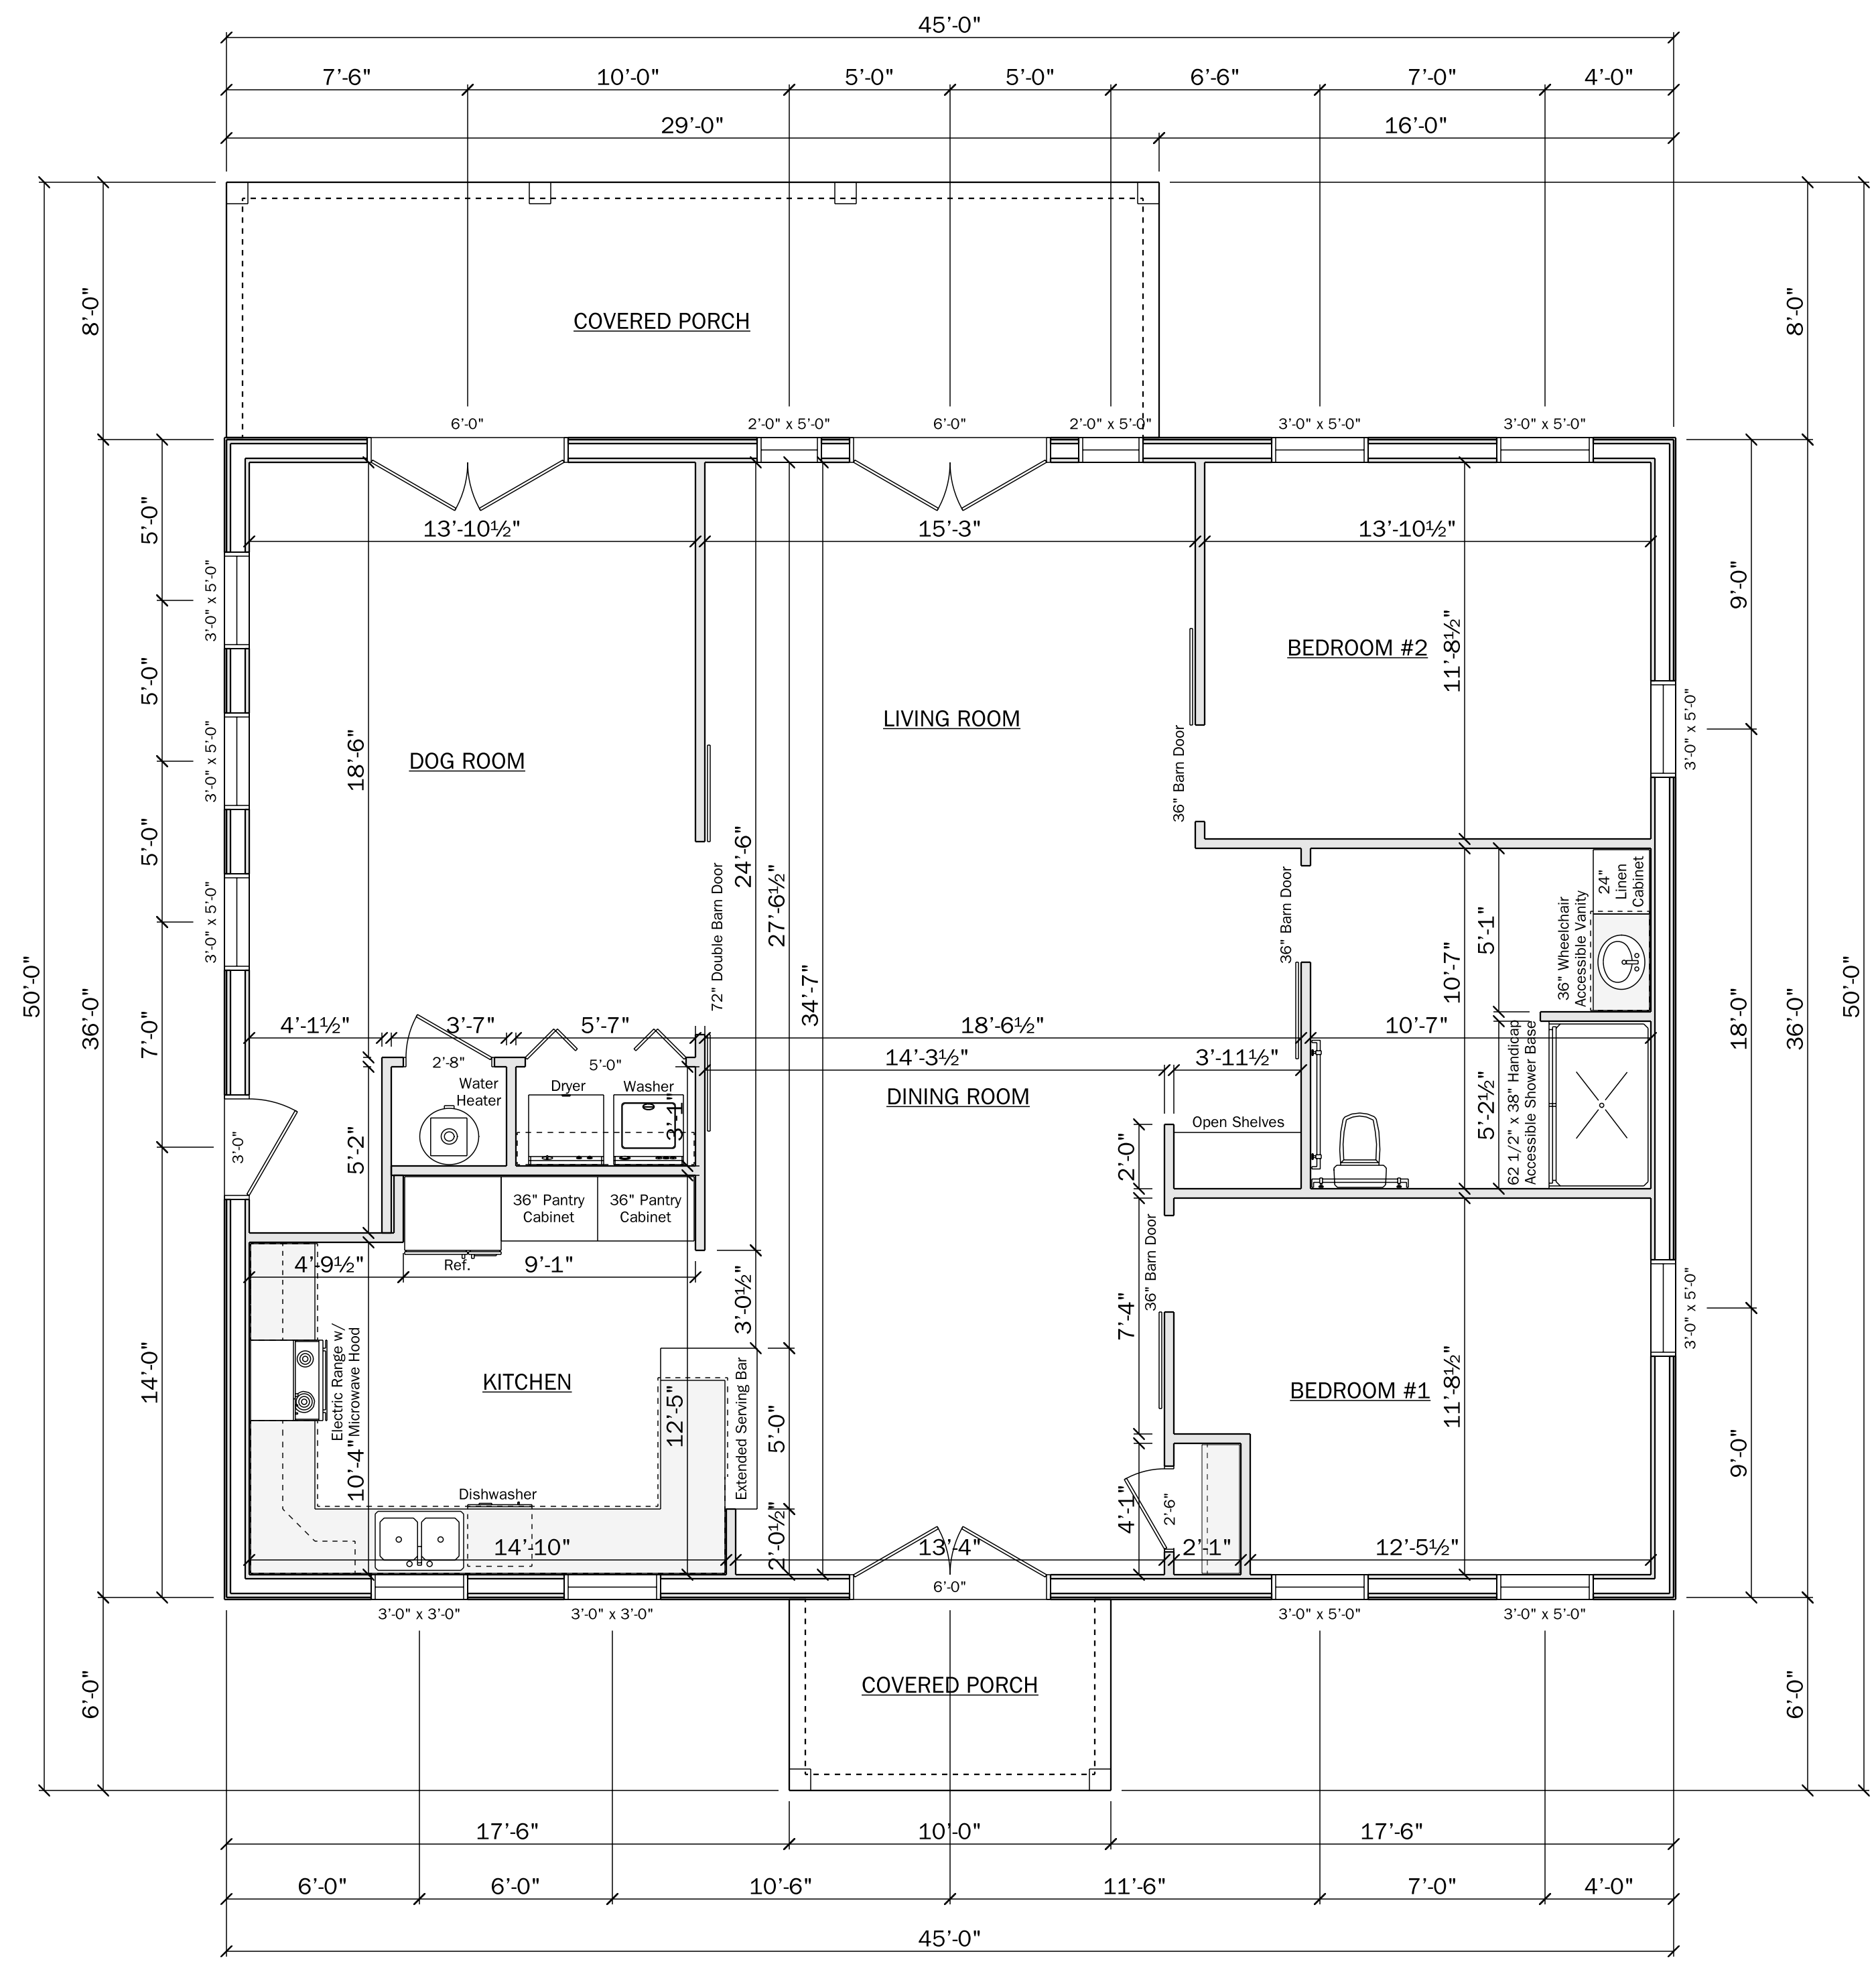 45’-0"
7’-6" 10’-0" 5’-0" 5’-0" 6’-6" 7’-0" 4’-0"
29’-0" 16’-0"
8’-0"
COVERED PORCH
8’-0"
6’-0" 2’-0" x 5’-0" 6’-0" 2’-0" x 5’-0" 3’-0" x 5’-0" 3’-0" x 5’-0"
50’-0"
36’-0"
5’-0"
5’-0"
5’-0"
7’-0"
14’-0"
3’-0" x 5’-0"
3’-0" x 5’-0"
3’-0" x 5’-0"
3’-0"
13’-10½" 15’-3" 13’-10½"
DOG ROOM
18’-6"
LIVING ROOM
BEDROOM #2
11’-8½"
36" Barn Door
72" Double Barn Door
24’-6"
27’-6½"
34’-7"
36" Barn Door
3’-0" x 5’-0"
9’-0"
18’-0"
36’-0"
50’-0"
24"
Linen
Cabinet
36" Wheelchair
Accessible Vanity
5’-1"
10’-7"
4’-1½" 3’-7" 5’-7" 18’-6½" 10’-7"
2’-8" 5’-0" 14’-3½" 3’-11½"
Water
Heater
Dryer Washer
3’-1"
5’-2"
DINING ROOM
Open Shelves
2’-0"
5’-2½"
62 1/2" x 38" Handicap
Accessible Shower Base
36" Pantry
Cabinet
36" Pantry
Cabinet
Ref.
4’-9½" 9’-1"
3’-0½"
36" Barn Door
7’-4"
3’-0" x 5’-0"
Electric Range w/
Microwave Hood
KITCHEN
10’-4"
12’-5"
Extended Serving Bar
5’-0"
BEDROOM #1
11’-8½"
9’-0"
Dishwasher
2’-0½"
4’-1"
2’-6"
14’-10" 13’-4" 2’-1" 12’-5½"
6’-0"
3’-0" x 3’-0" 3’-0" x 3’-0" 3’-0" x 5’-0" 3’-0" x 5’-0"
6’-0"
COVERED PORCH
6’-0"
17’-6" 10’-0" 17’-6"
6’-0" 6’-0" 10’-6" 11’-6" 7’-0" 4’-0"
45’-0"